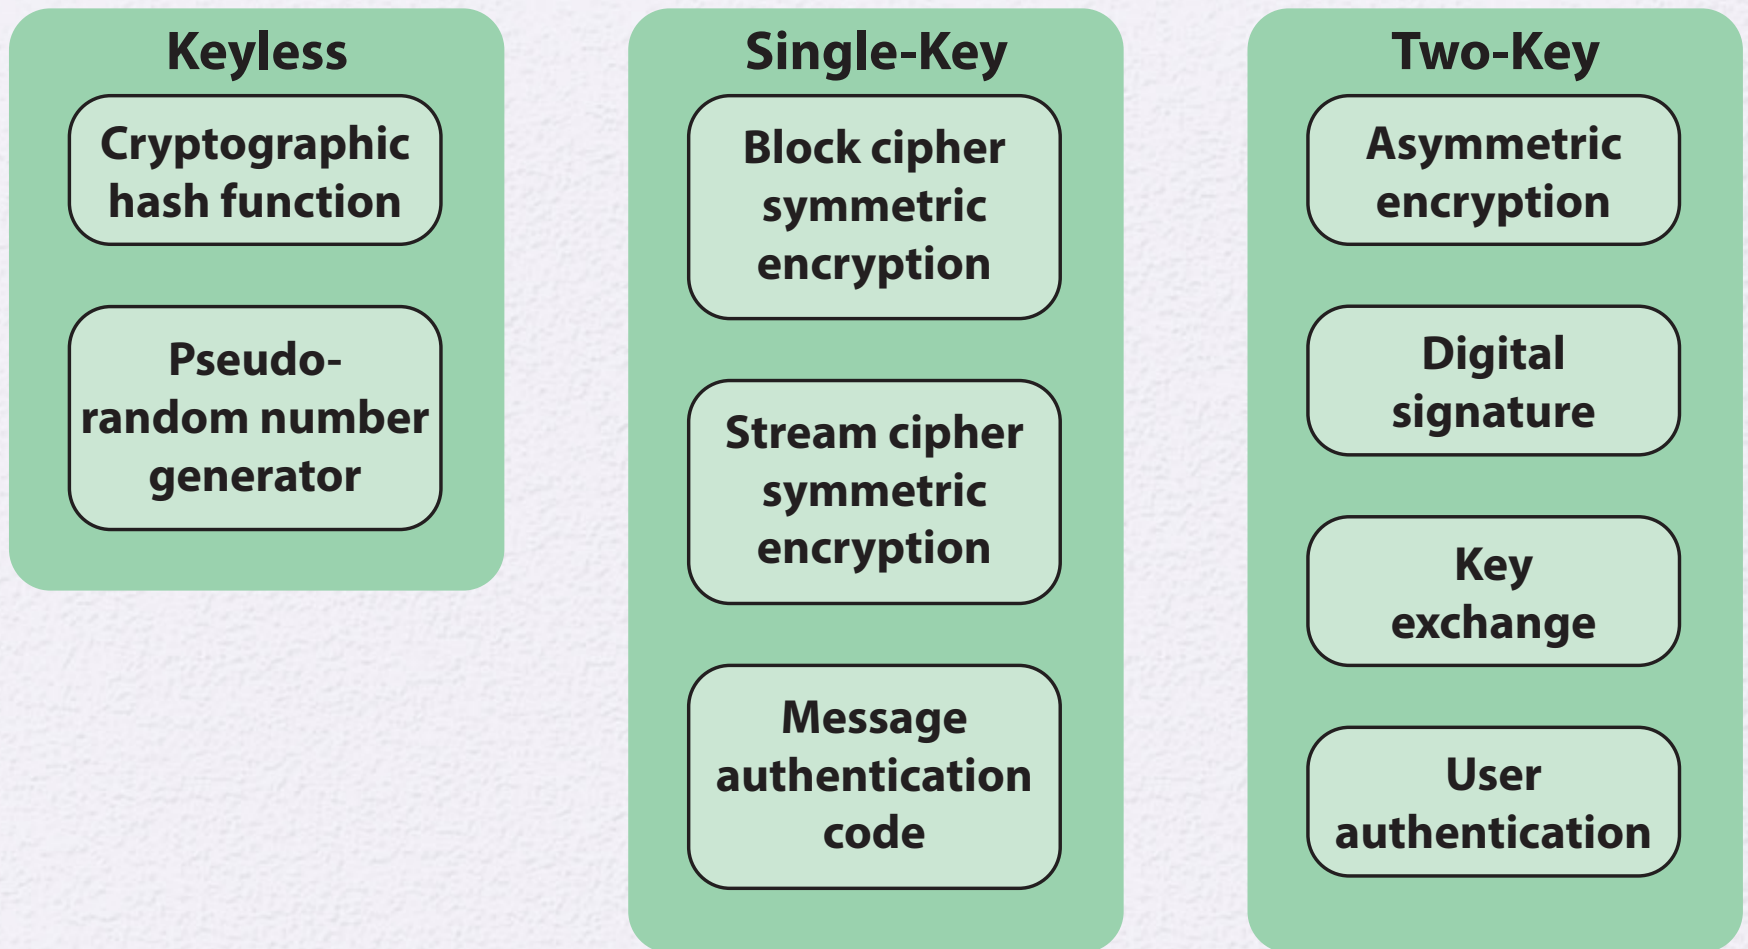 Keyless
Cryptographic
hash function
Pseudo-
random number
generator
Single-Key
Block cipher
symmetric
encryption
Stream cipher
symmetric
encryption
Message
authentication
code
Two-Key
Asymmetric
encryption
Digital
signature
Key
exchange
User
authentication